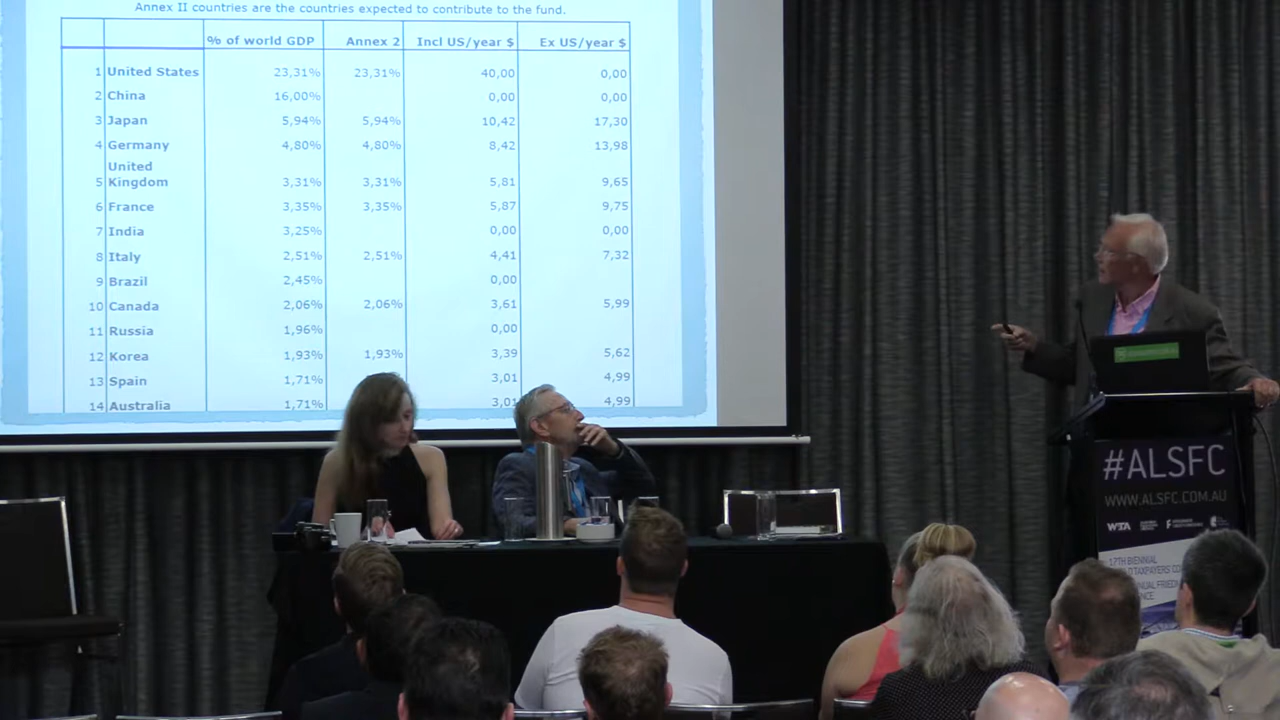 Annex II countries are the countries expected to contribute to the fund.
% of world GDP Annex 2 Incl US/year $ Ex US/year $
1 United States 23,31% 23,31% 40,00 0,00
2 China 16,00% 0,00 0,00
3 Japan 5,94% 5,94% 10,42 17,30
4 Germany 4,80% 4,80% 8,42 13,98
United
5 Kingdom 3,31% 3,31% 5,81 9,65
6 France 3,35% 3,35% 5,87 9,75
7 India 3,25% 0,00 0,00
8 Italy 2,51% 2,51% 4,41 7,32
9 Brazil 2,45% 0,00
10 Canada 2,06% 2,06% 3,61 5,99
11 Russia 1,96% 0,00
12 Korea 1,93% 1,93% 3,39 5,62
13 Spain 1,71% 3,01 4,99
14 Australia 1,71% 3,01 4,99
#ALSFC
WWW.ALSFC.COM.AU
WTA
17TH BIENNIAL
TAXPAYERS'